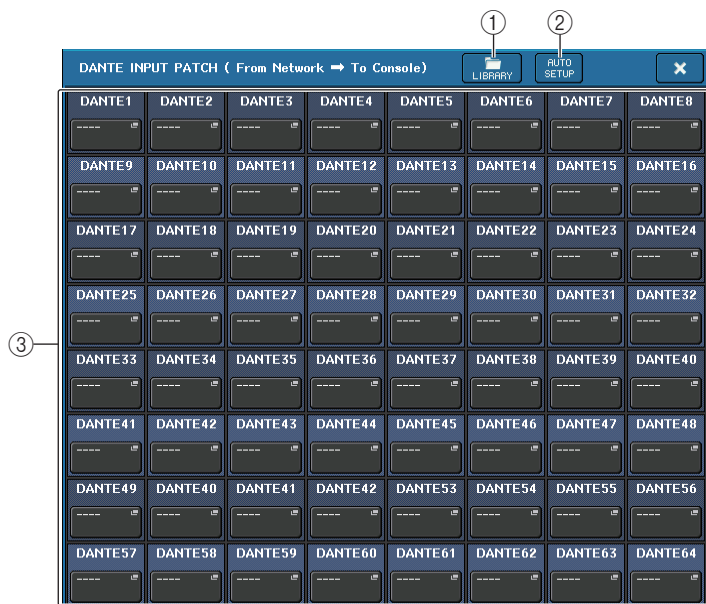 ① ②
DANTE INPUT PATCH ( From Network ➡ To Console) LIBRARY AUTO SETUP
DANTE1 DANTE2 DANTE3 DANTE4 DANTE5 DANTE6 DANTE7 DANTE8
---- ---- ---- ---- ---- ---- ---- ----
DANTE9 DANTE10 DANTE11 DANTE12 DANTE13 DANTE14 DANTE15 DANTE16
---- ---- ---- ---- ---- ---- ---- ----
DANTE17 DANTE18 DANTE19 DANTE20 DANTE21 DANTE22 DANTE23 DANTE24
---- ---- ---- ---- ---- ---- ---- ----
DANTE25 DANTE26 DANTE27 DANTE28 DANTE29 DANTE30 DANTE31 DANTE32
---- ---- ---- ---- ---- ---- ---- ----
③
DANTE33 DANTE34 DANTE35 DANTE36 DANTE37 DANTE38 DANTE39 DANTE40
---- ---- ---- ---- ---- ---- ---- ----
DANTE41 DANTE42 DANTE43 DANTE44 DANTE45 DANTE46 DANTE47 DANTE48
---- ---- ---- ---- ---- ---- ---- ----
DANTE49 DANTE40 DANTE41 DANTE42 DANTE53 DANTE54 DANTE55 DANTE56
---- ---- ---- ---- ---- ---- ---- ----
DANTE57 DANTE58 DANTE59 DANTE60 DANTE61 DANTE62 DANTE63 DANTE64
---- ---- ---- ---- ---- ---- ---- ----